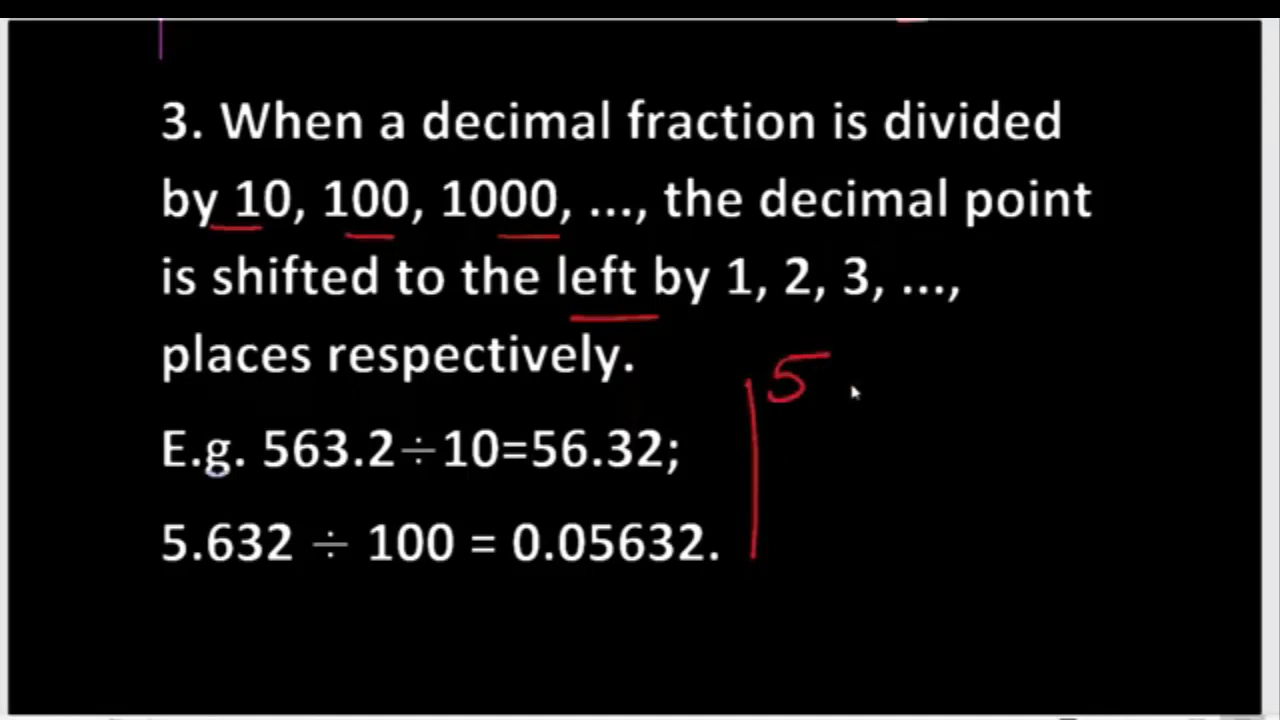 3. When a decimal fraction is divided
by 10, 100, 1000, ..., the decimal point
is shifted to the left by 1, 2, 3, ...,
places respectively.
5
E.g. 563.2÷10=56.32;
5.632 ÷ 100 = 0.05632.